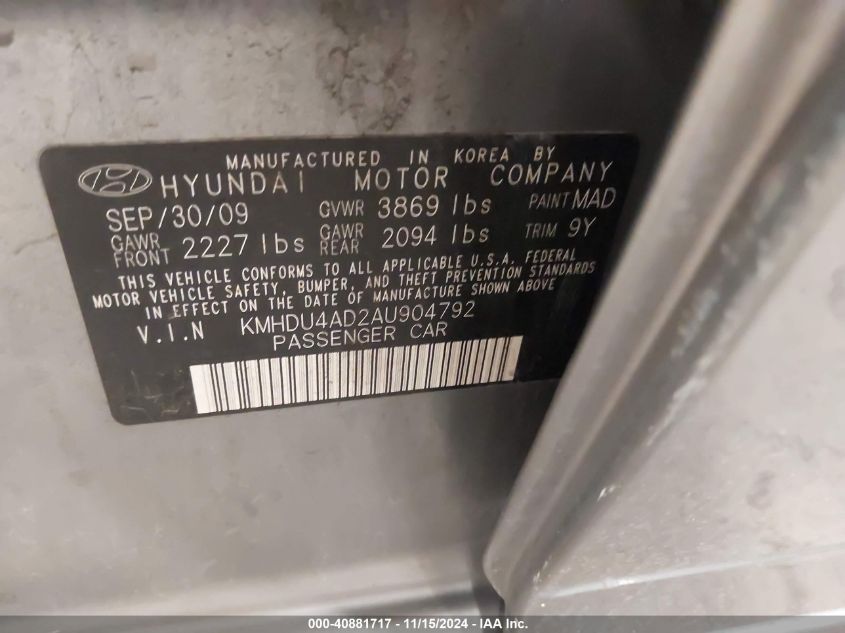 MANUFACTURED IN KOREA BY
HYUNDAI MOTOR COMPANY
SEP/30/09 GVWR 3869 lbs PAINT MAD
GAWR FRONT 2227 lbs GAWR REAR 2094 lbs TRIM 9Y
THIS VEHICLE CONFORMS TO ALL APPLICABLE U.S.A. FEDERAL
MOTOR VEHICLE SAFETY, BUMPER, AND THEFT PREVENTION STANDARDS
IN EFFECT ON THE DATE OF MANUFACTURE SHOWN ABOVE.
V.I.N KMHDU4AD2AU904792
PASSENGER CAR
000-40881717 - 11/15/2024 - IAA Inc.